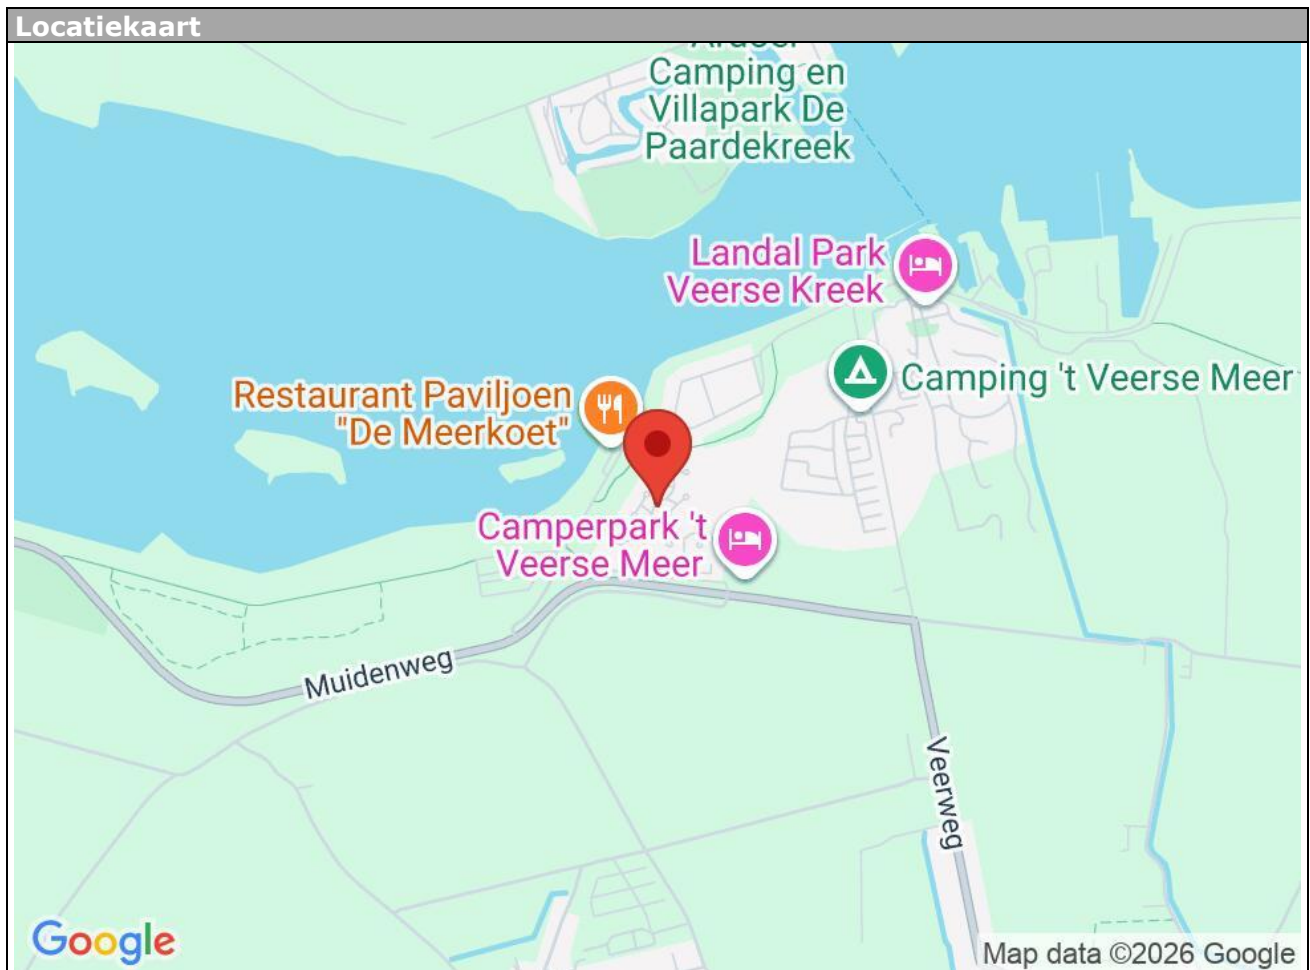 Locatiekaart
Ardoer
Camping en
Villapark De
Paardekreek
Landal Park
Veerse Kreek
Camping 't Veerse Meer
Restaurant Paviljoen
"De Meerkoet"
Camperpark 't
Veerse Meer
Muidenweg
Veerweg
Google
Map data ©2026 Google